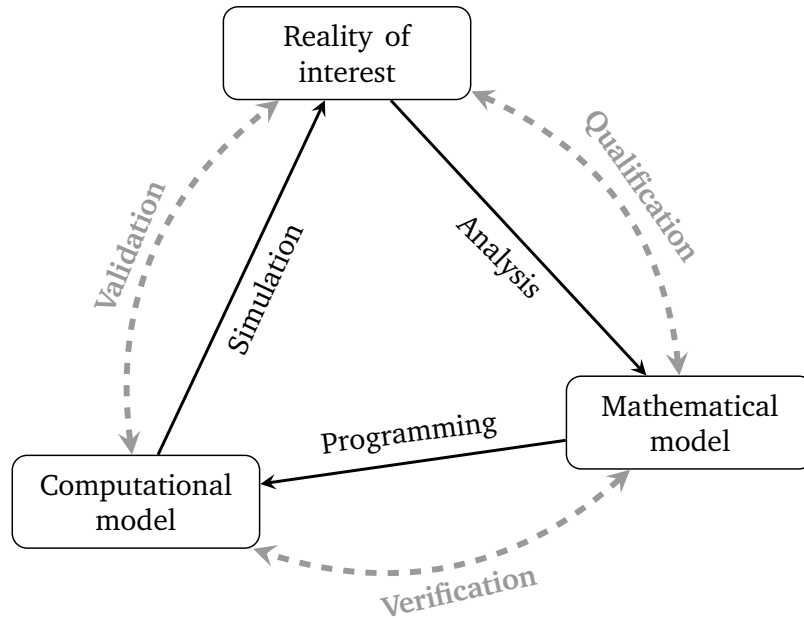 Reality of
interest
Qualification
Validation
Analysis
Simulation
Mathematical
model
Programming
Computational
model
Verification